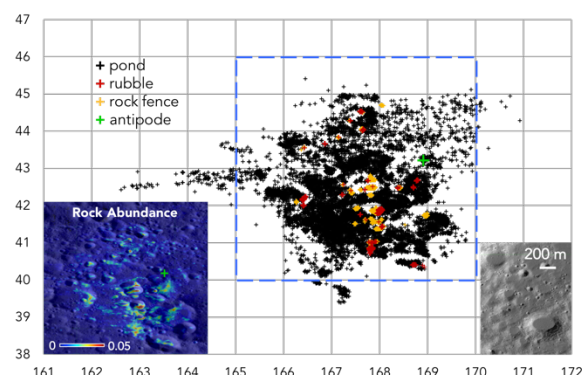 47
46
45
44
43
42
41
40
39
38
+ pond
+ rubble
+ rock fence
+ antipode
Rock Abundance
0 0.05
200 m
161 162 163 164 165 166 167 168 169 170 171 172